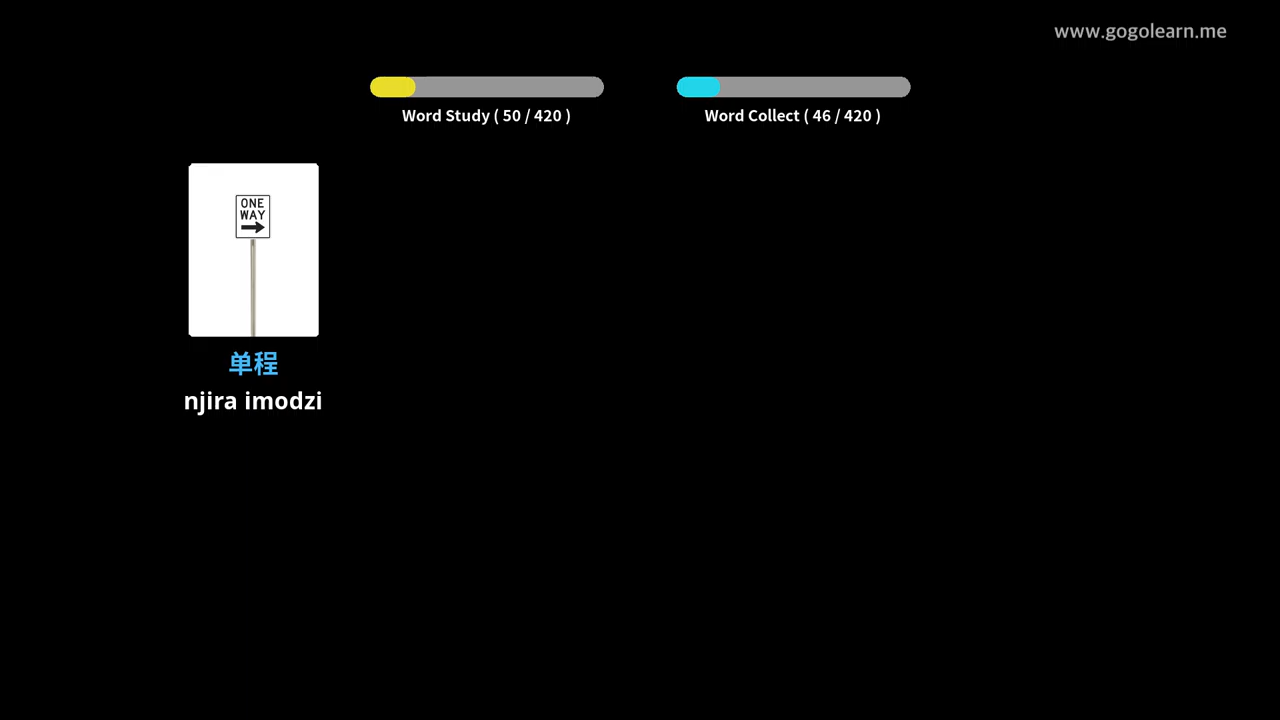 www.gogolearn.me
Word Study ( 50 / 420 )
Word Collect ( 46 / 420 )
ONE
WAY
单程
njira imodzi